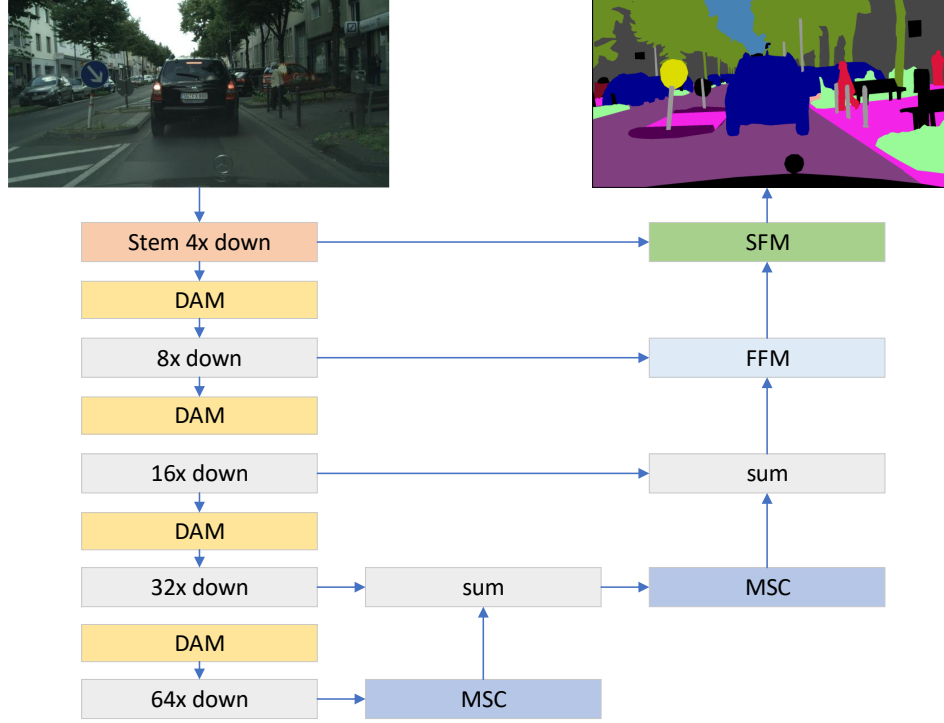 Stem 4x down
SFM
DAM
8x down
FFM
DAM
16x down
sum
DAM
32x down
sum
MSC
DAM
64x down
MSC